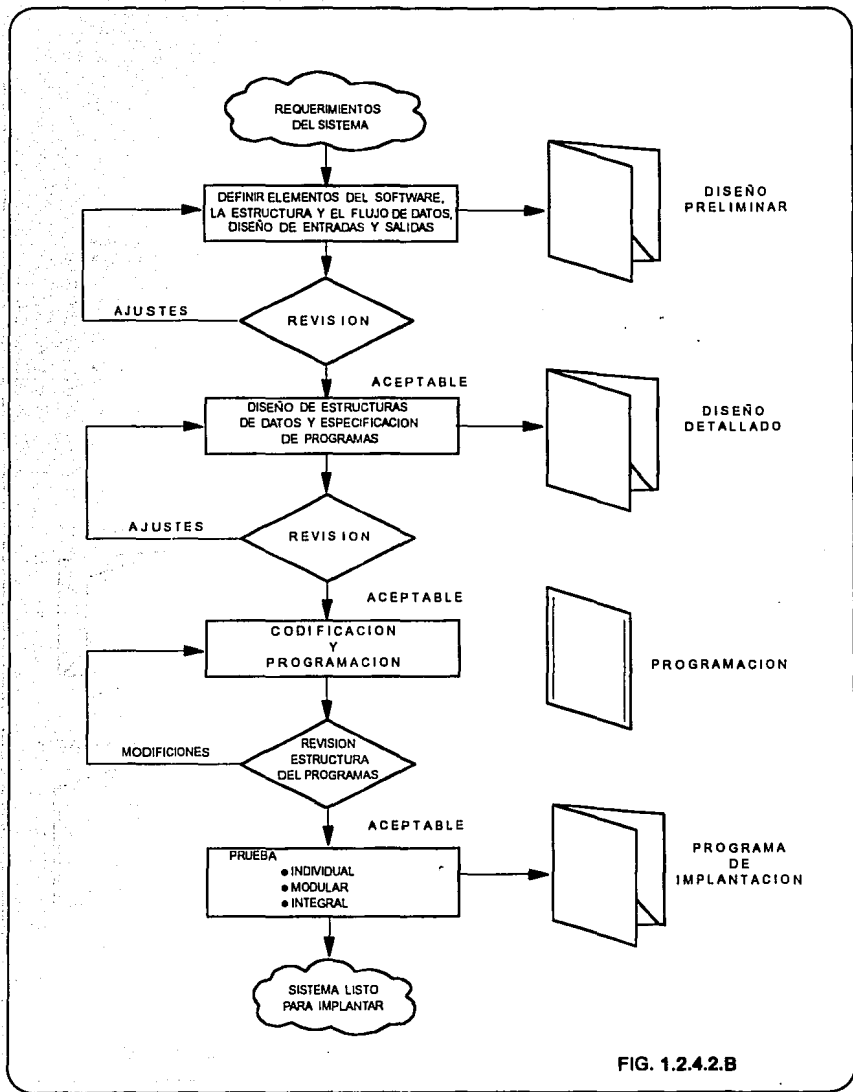 REQUERIMIENTOS
DEL SISTEMA
DEFINIR ELEMENTOS DEL SOFTWARE,
LA ESTRUCTURA Y EL FLUJO DE DATOS,
DISEÑO DE ENTRADAS Y SALIDAS
DISEÑO
PRELIMINAR
AJUSTES
REVISION
ACEPTABLE
DISEÑO DE ESTRUCTURAS
DE DATOS Y ESPECIFICACION
DE PROGRAMAS
DISEÑO
DETALLADO
AJUSTES
REVISION
ACEPTABLE
CODIFICACION
Y
PROGRAMACION
PROGRAMACION
MODIFICIONES
REVISION
ESTRUCTURA
DEL PROGRAMAS
ACEPTABLE
PRUEBA
● INDIVIDUAL
● MODULAR
● INTEGRAL
PROGRAMA
DE
IMPLANTACION
SISTEMA LISTO
PARA IMPLANTAR
FIG. 1.2.4.2.B